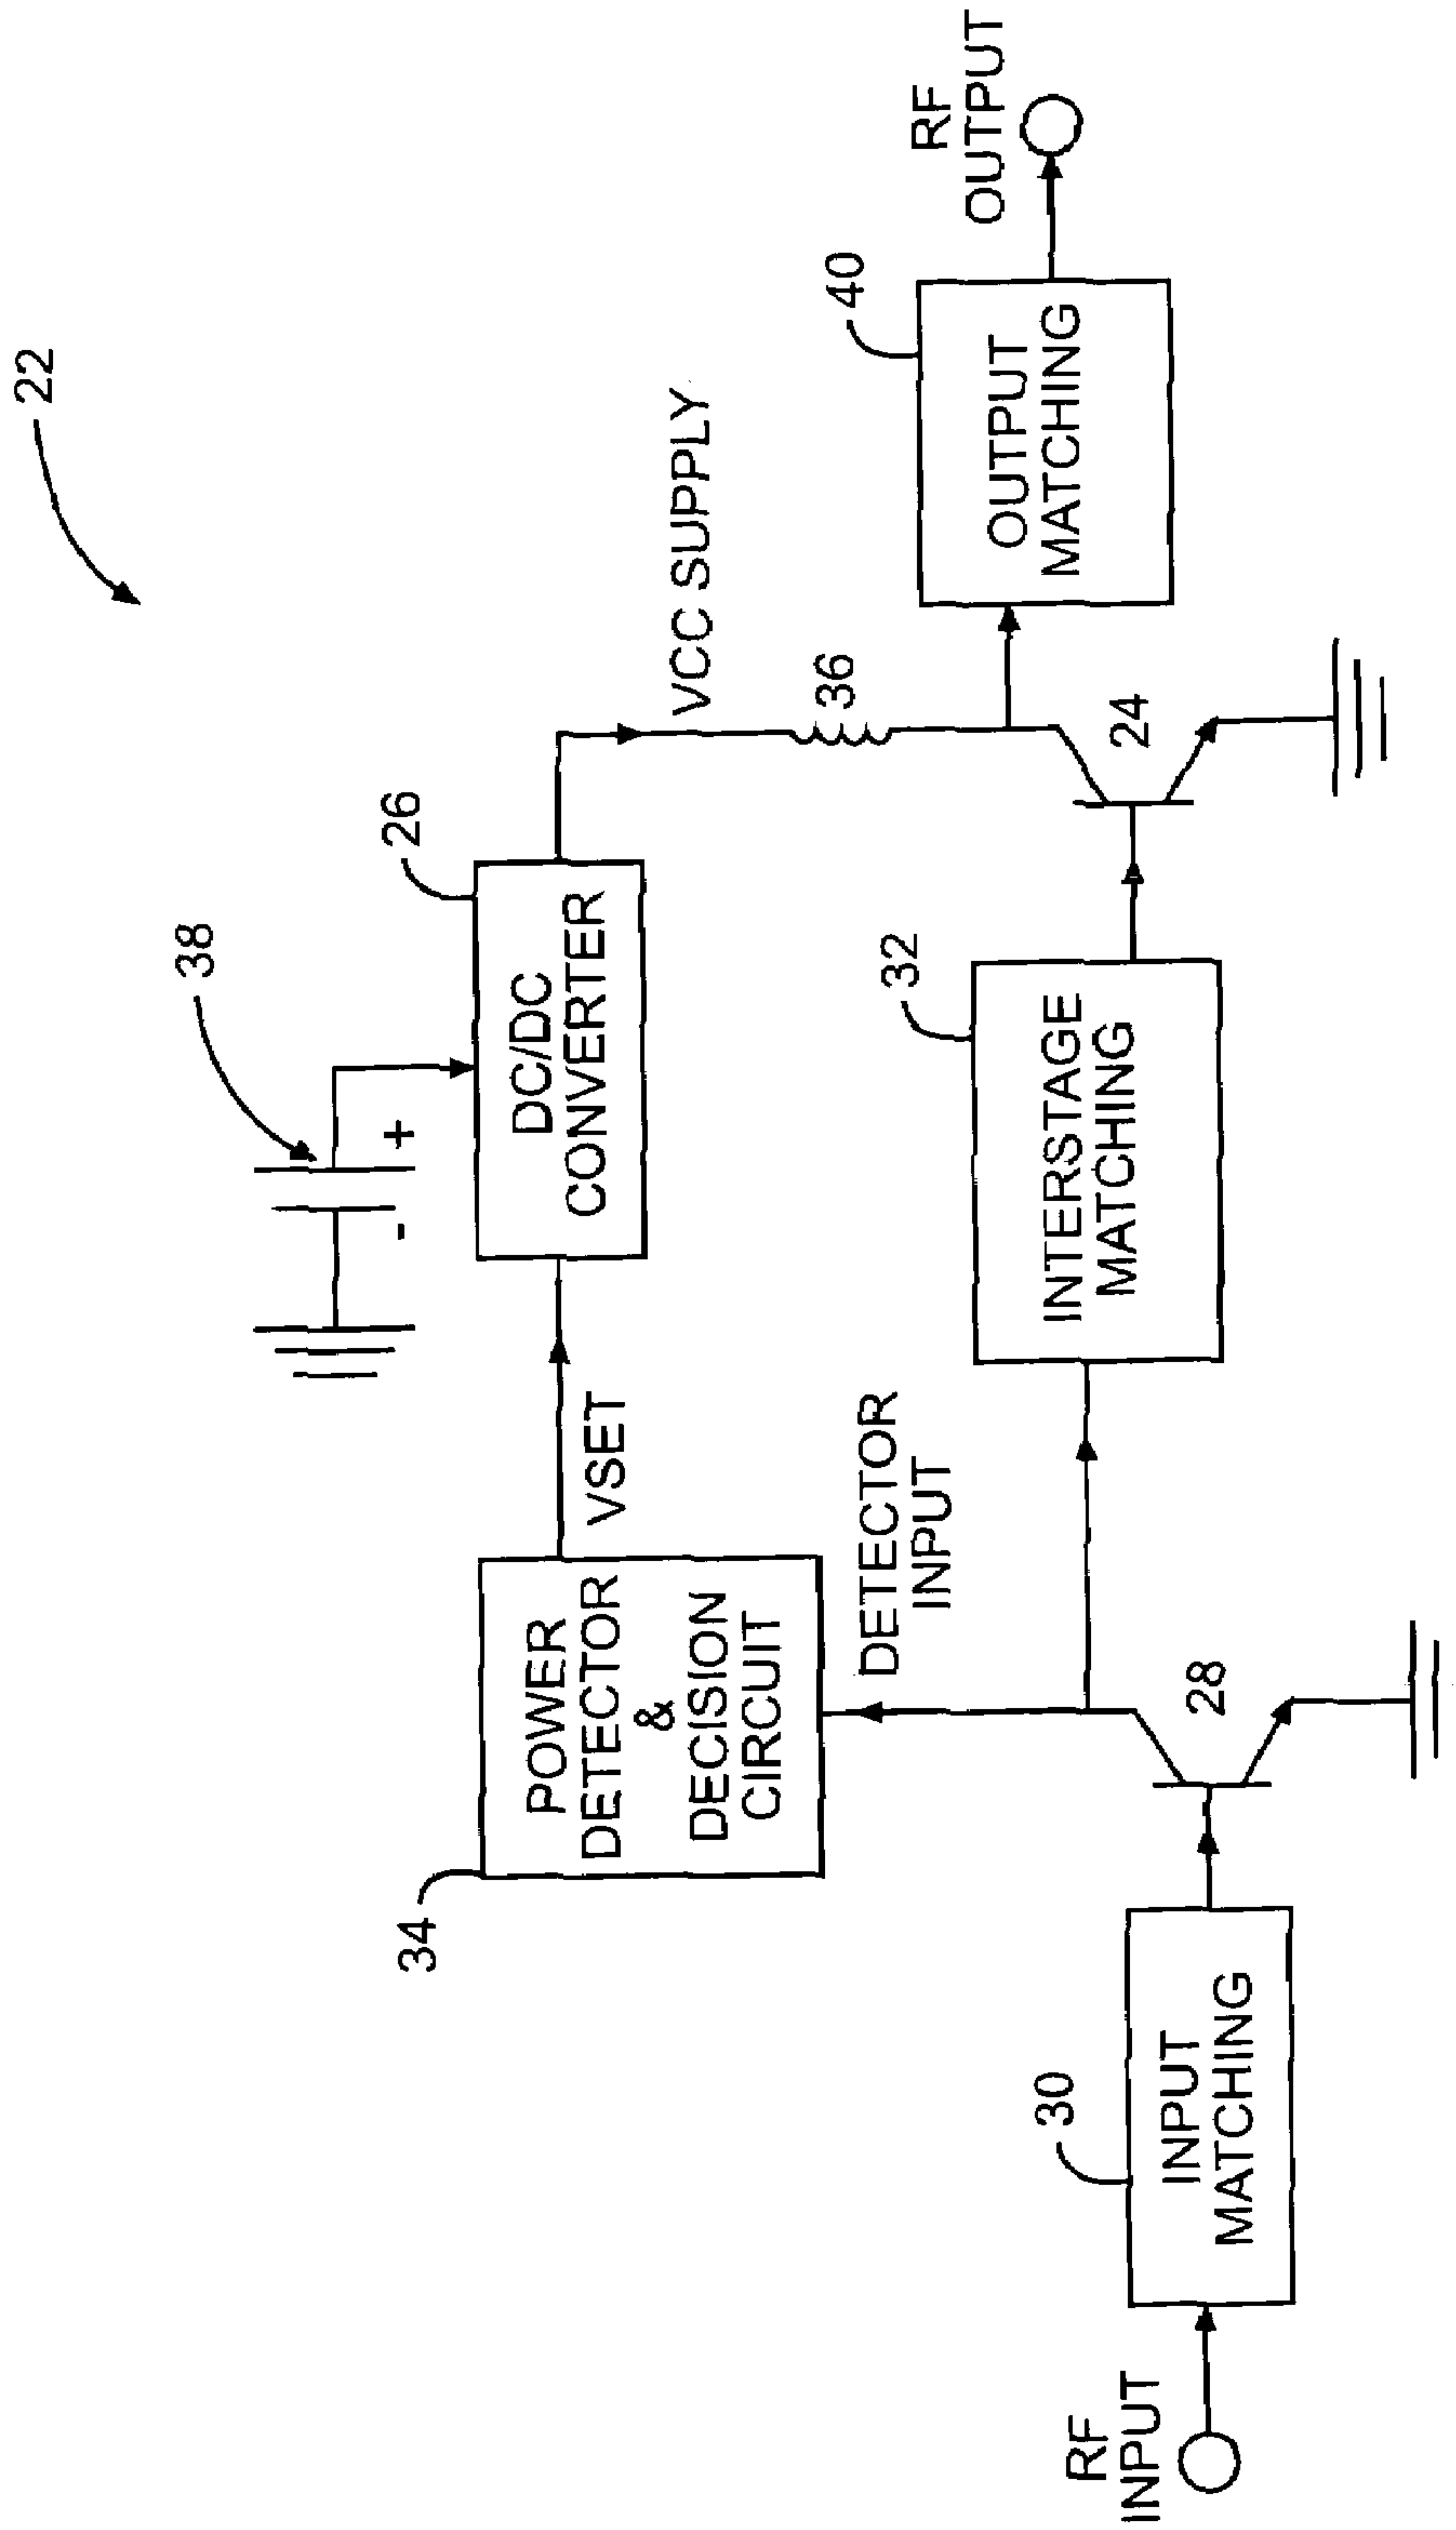 22
38
+
-
26
DC/DC
CONVERTER
VCC SUPPLY
34
POWER
DETECTOR
&
DECISION
CIRCUIT
VSET
36
DETECTOR
INPUT
32
INTERSTAGE
MATCHING
24
40
OUTPUT
MATCHING
RF
OUTPUT
28
30
INPUT
MATCHING
RF
INPUT